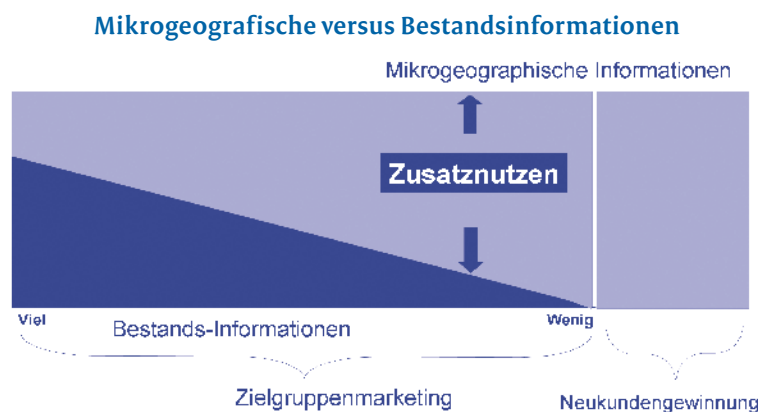 Mikrogeografische versus Bestandsinformationen
Mikrogeographische Informationen
Zusatznutzen
Viel
Bestands-Informationen
Wenig
Zielgruppenmarketing
Neukundengewinnung